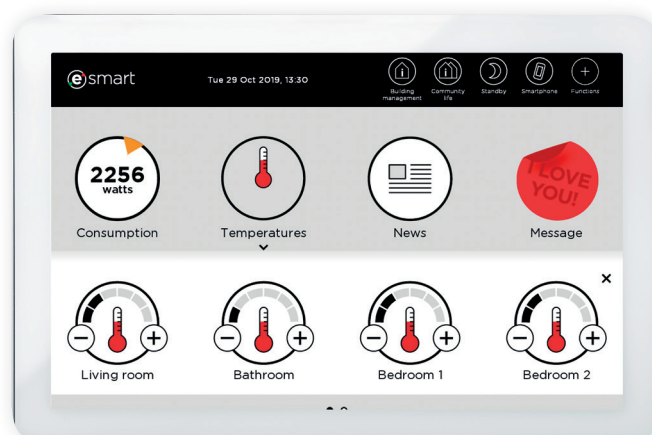 esmart
Tue 29 Oct 2019, 13:30
Building
management
Community
life
Standby
Smartphone
Functions
2256
watts
I LOVE
YOU!
Consumption
Temperatures
News
Message
Living room
Bathroom
Bedroom 1
Bedroom 2